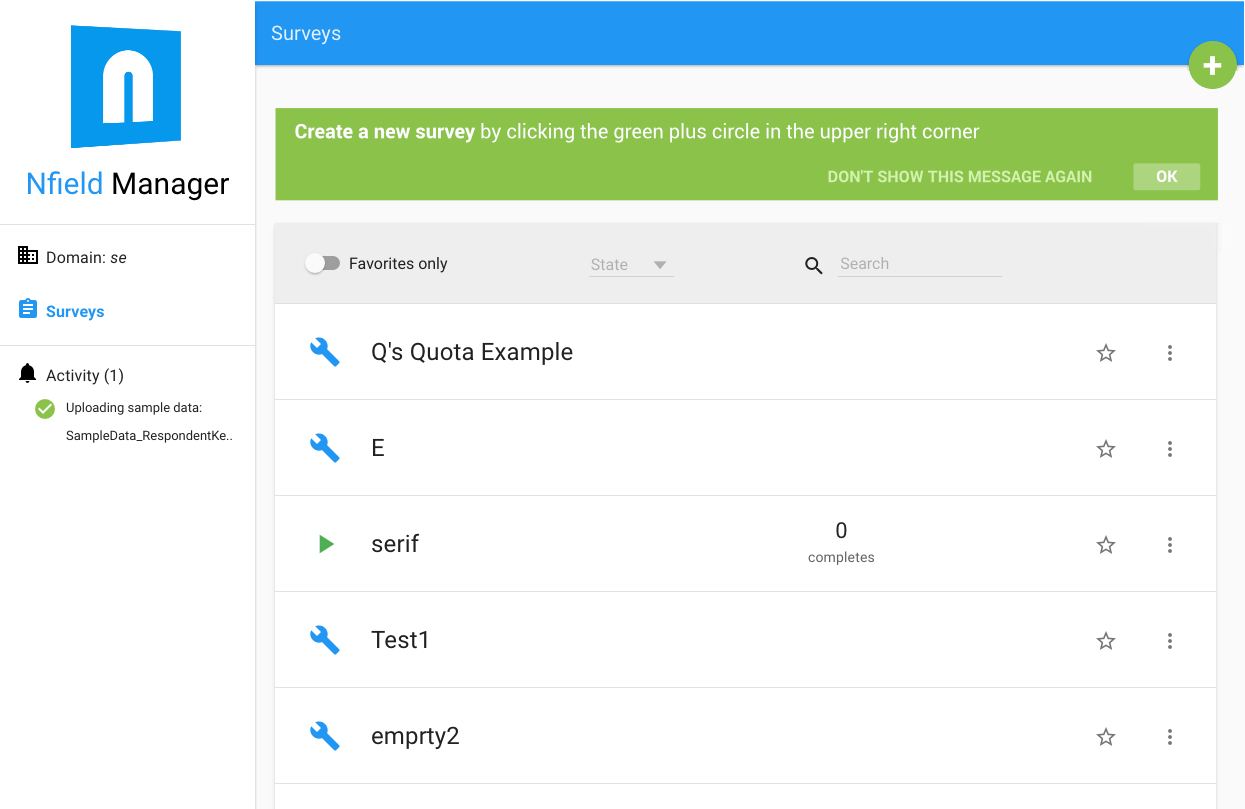 Surveys
Nfield Manager
Domain: se
Surveys
Activity (1)
Uploading sample data:
SampleData_RespondentKe..
Create a new survey by clicking the green plus circle in the upper right corner
DON'T SHOW THIS MESSAGE AGAIN OK
Favorites only State Search
Q's Quota Example
E
serif 0
completes
Test1
emprty2